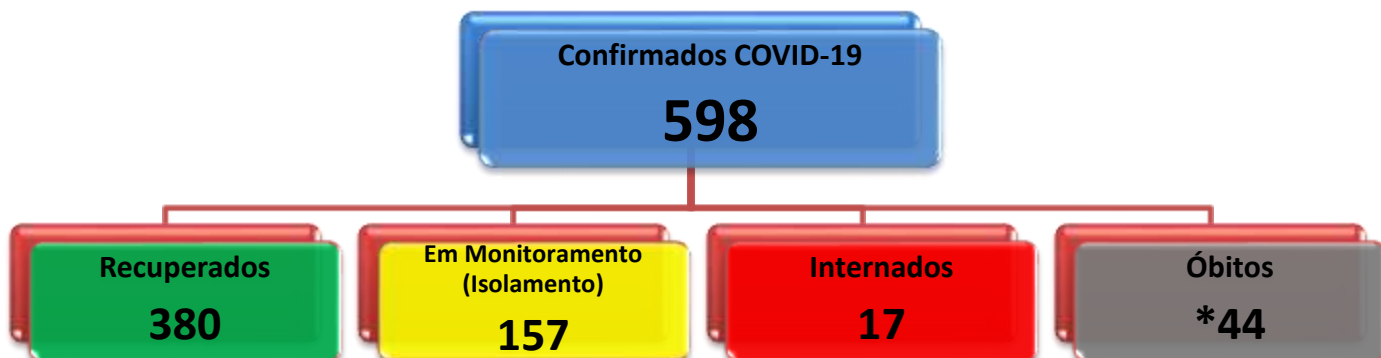 Confirmados COVID-19
598
Recuperados
380
Em Monitoramento
(Isolamento)
157
Internados
17
Óbitos
*44